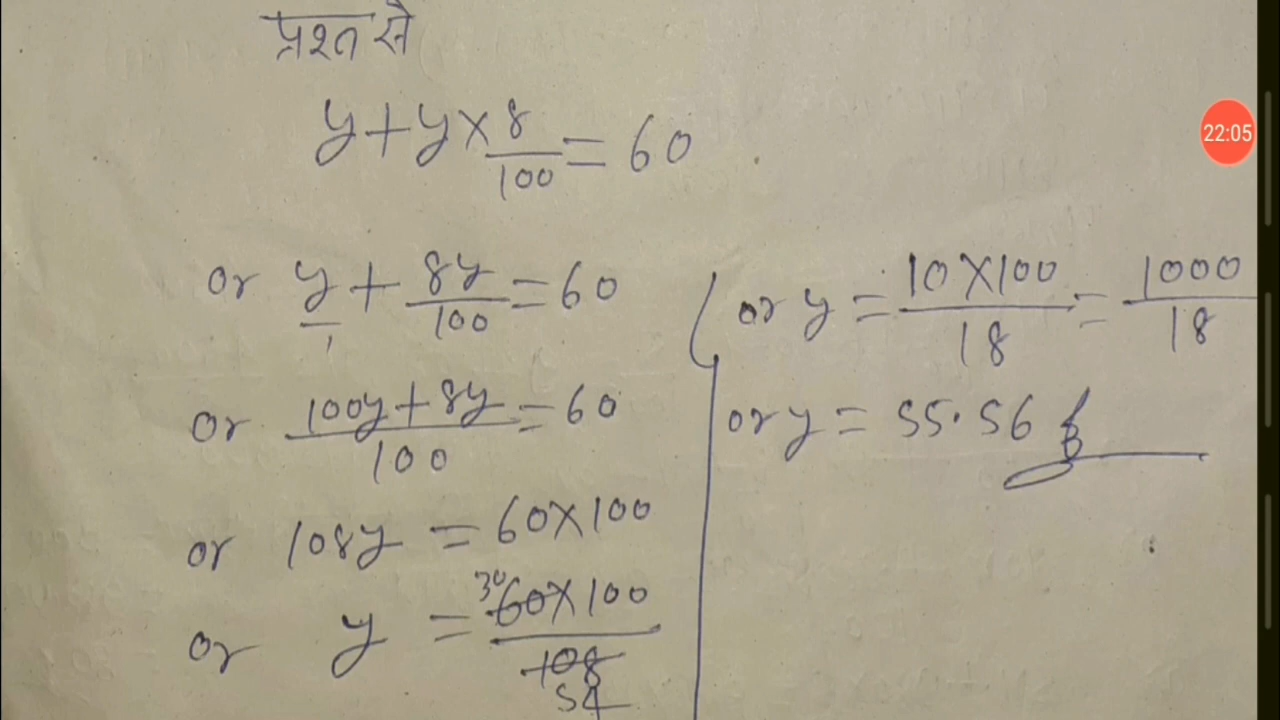 प्रश्न से
y + y × 8/100 = 60
or y/1 + 8y/100 = 60
or 100y + 8y/100 = 60
or 108y = 60 × 100
or y = 60 × 100/108
30
54
or y = 10 × 100/18 = 1000/18
or y = 55.56
22:05